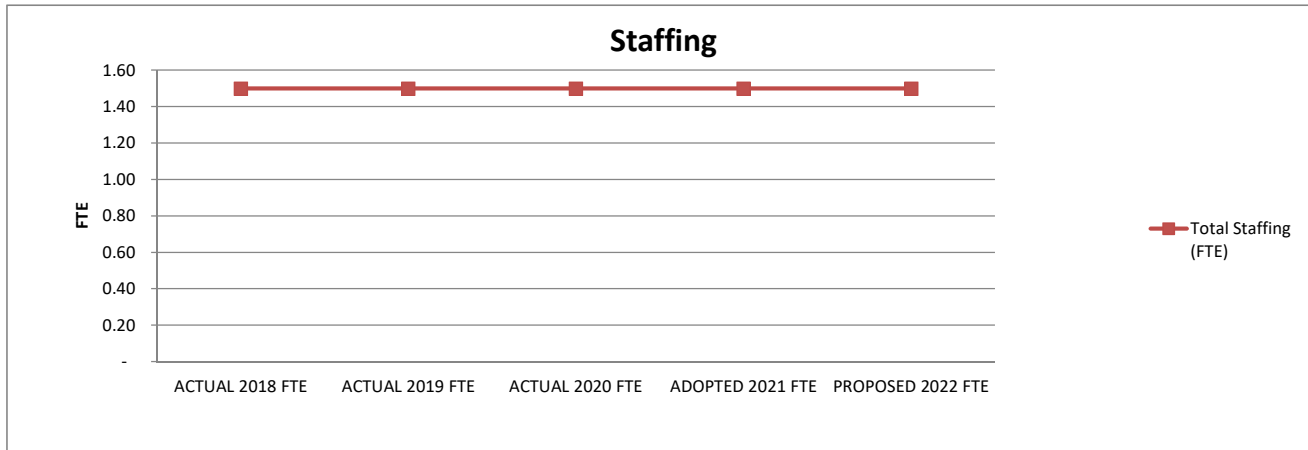 Staffing
1.60
1.40
1.20
1.00
0.80
0.60
0.40
0.20
-
FTE
ACTUAL 2018 FTE
ACTUAL 2019 FTE
ACTUAL 2020 FTE
ADOPTED 2021 FTE
PROPOSED 2022 FTE
Total Staffing
(FTE)